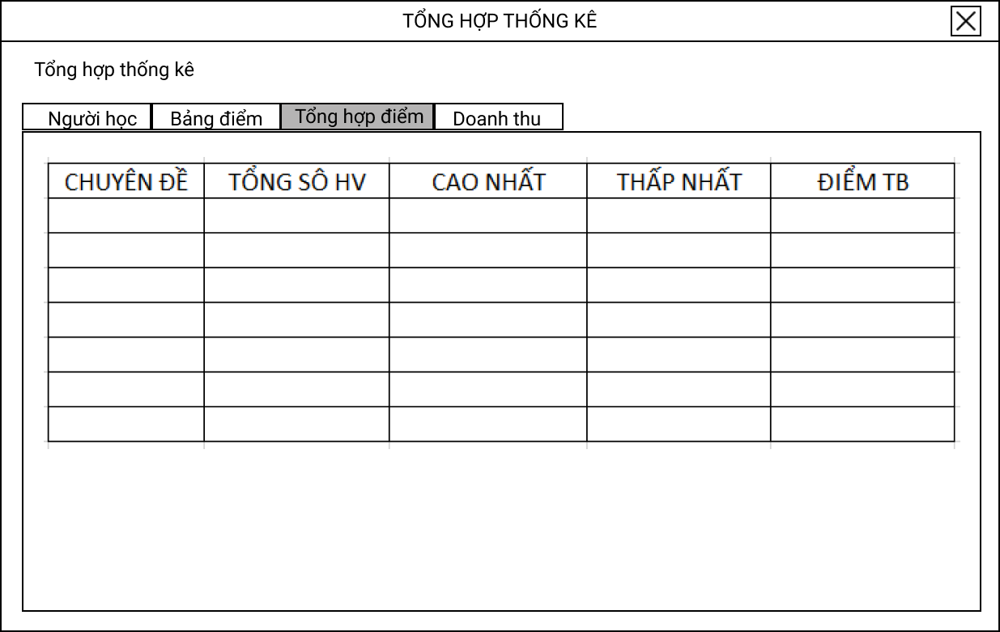 TỔNG HỢP THỐNG KÊ
Tổng hợp thống kê
Người học Bảng điểm Tổng hợp điểm Doanh thu
CHUYÊN ĐỀ TỔNG SÔ HV CAO NHẤT THẤP NHẤT ĐIỂM TB